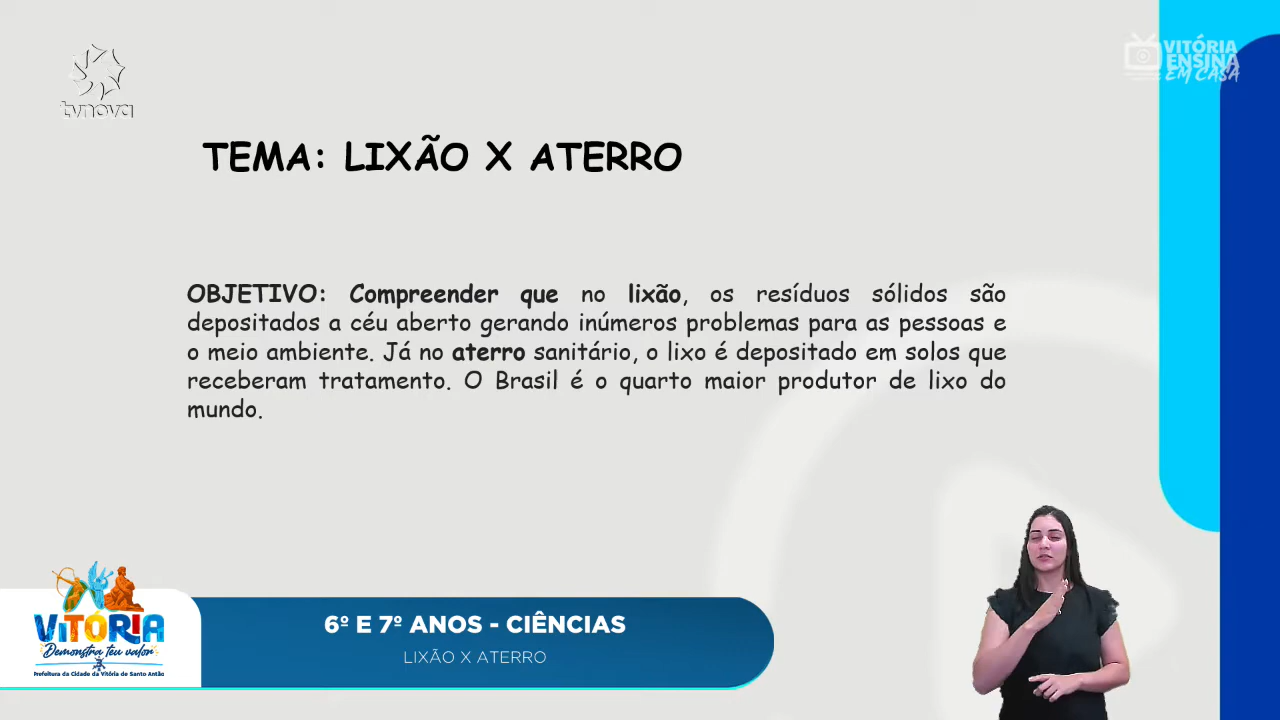 tvnova
VITÓRIA
ENSINA
EM CASA
TEMA: LIXÃO X ATERRO
OBJETIVO: Compreender que no lixão, os resíduos sólidos são
depositados a céu aberto gerando inúmeros problemas para as pessoas e
o meio ambiente. Já no aterro sanitário, o lixo é depositado em solos que
receberam tratamento. O Brasil é o quarto maior produtor de lixo do
mundo.
VITÓRIA
Demonstra teu valor
Prefeitura da Cidade da Vitória de Santo Antão
6º E 7º ANOS - CIÊNCIAS
LIXÃO X ATERRO